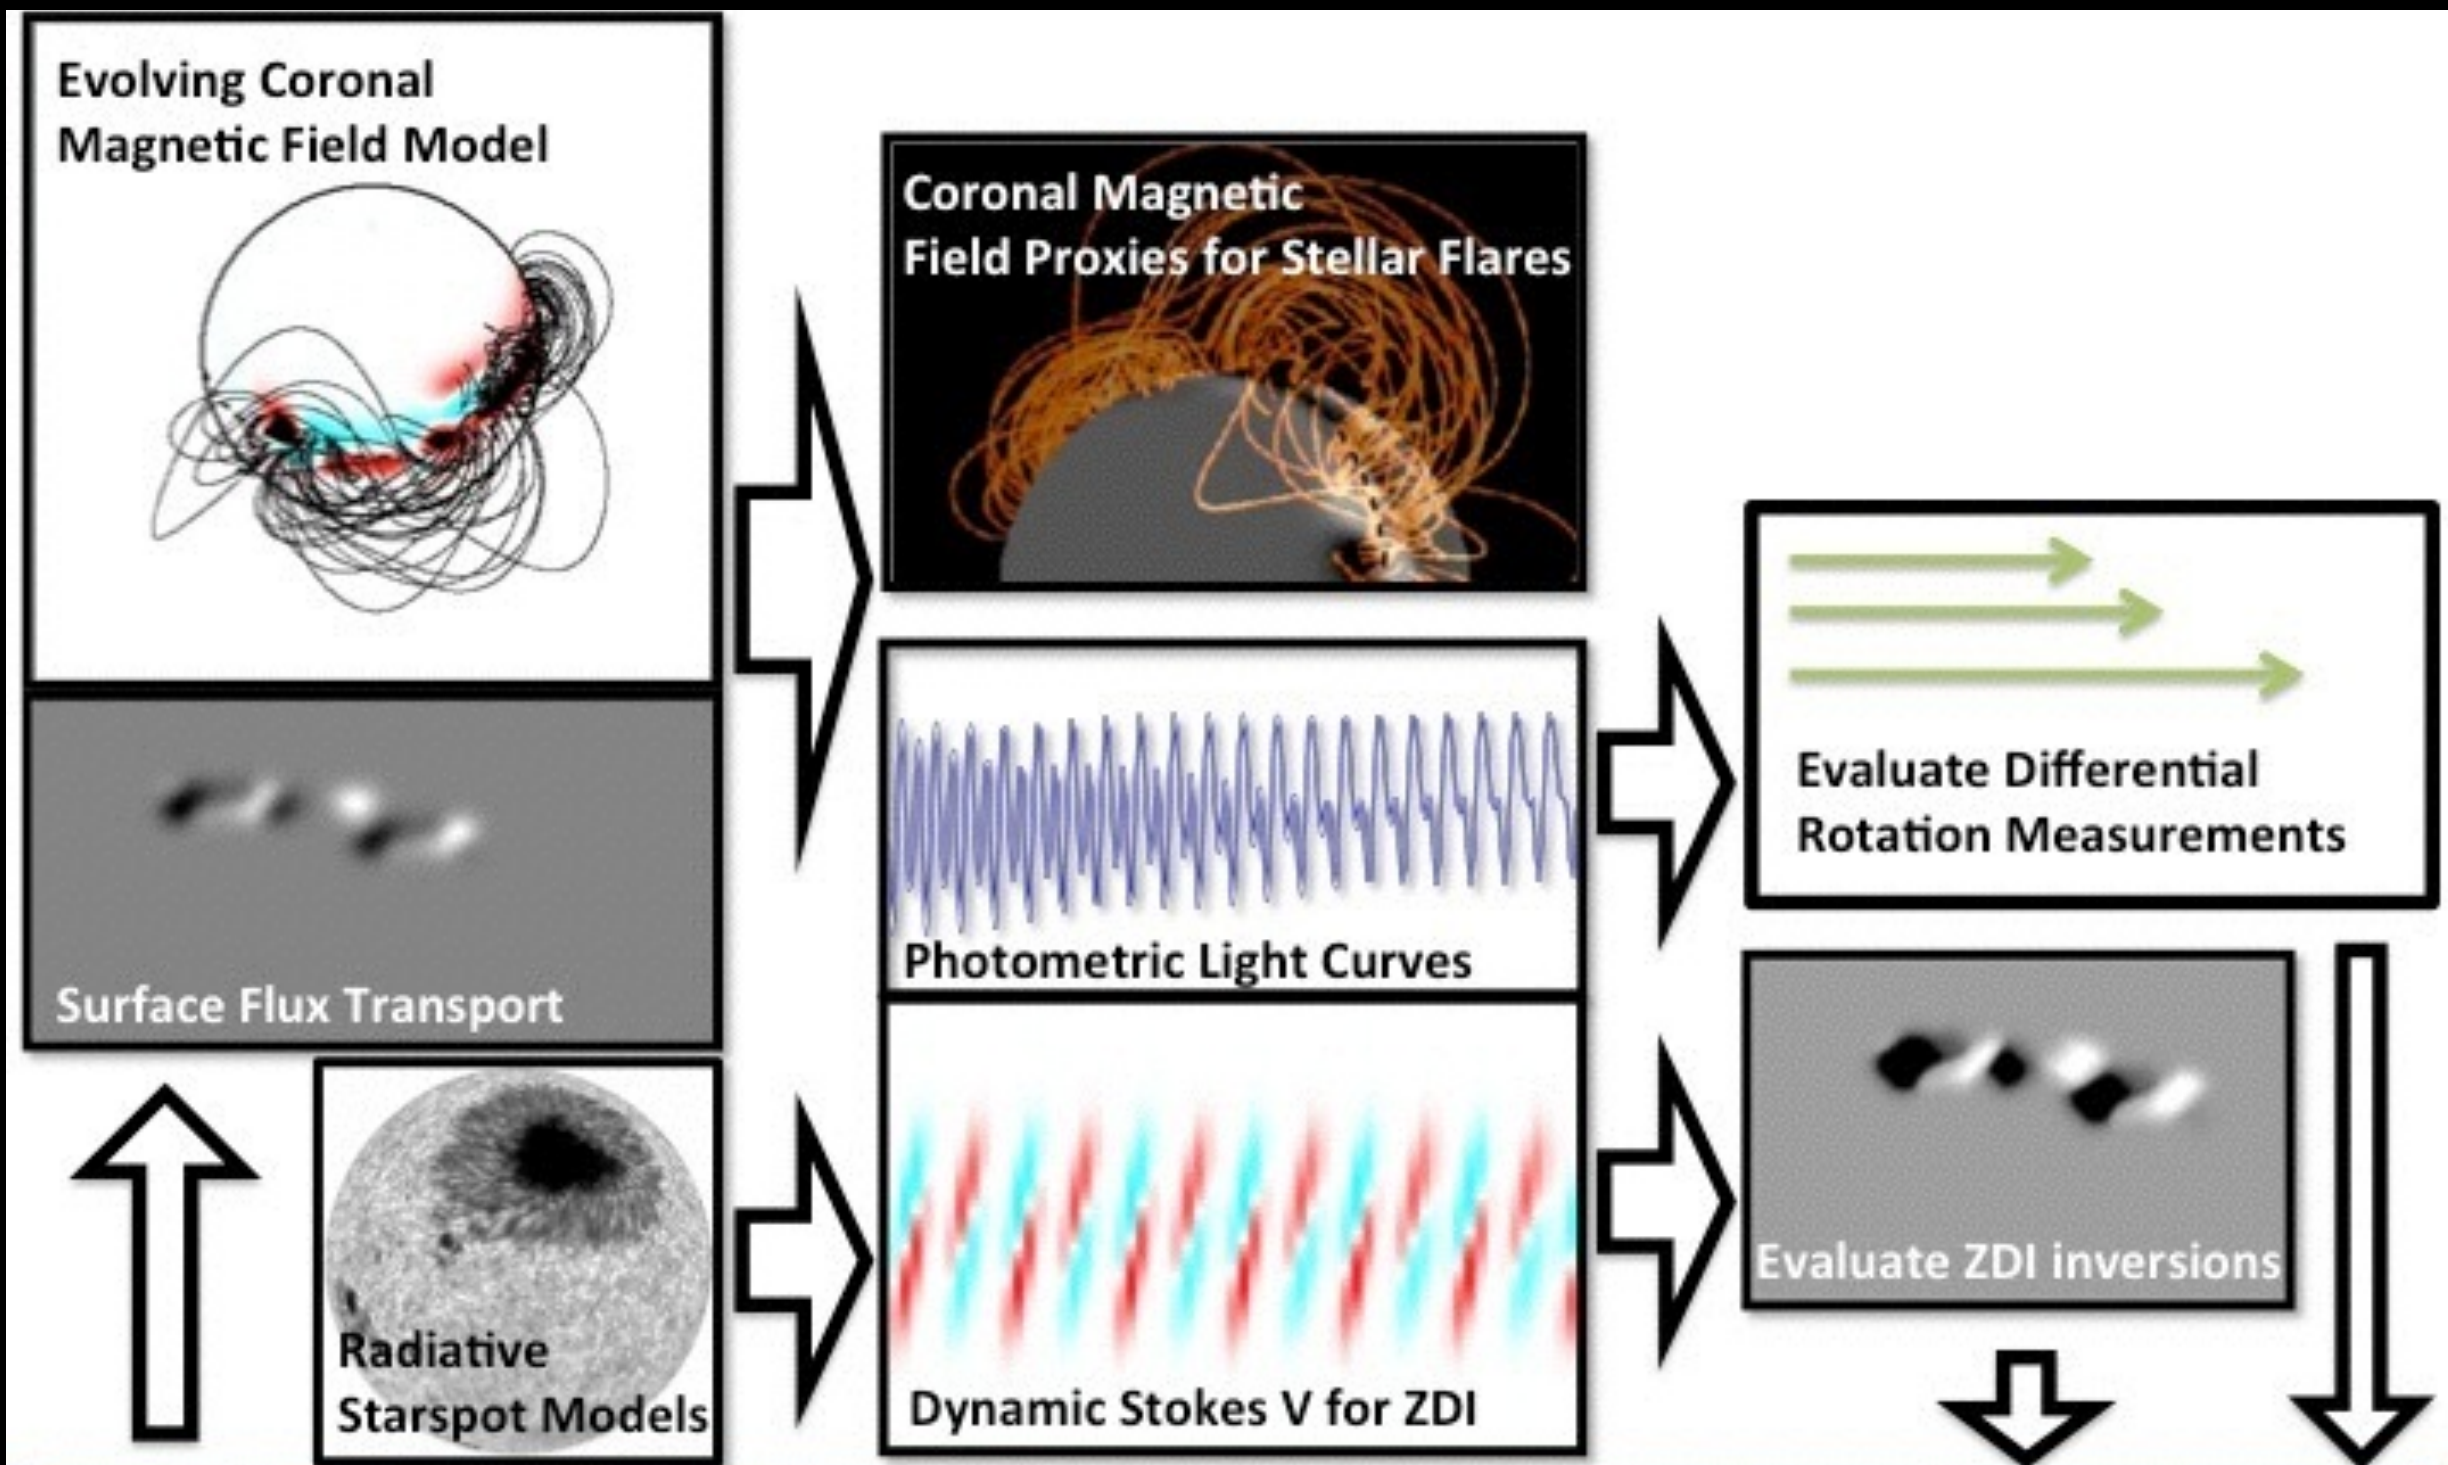 Evolving Coronal
Magnetic Field Model
Surface Flux Transport
Radiative
Starspot Models
Coronal Magnetic
Field Proxies for Stellar Flares
Photometric Light Curves
Dynamic Stokes V for ZDI
Evaluate Differential
Rotation Measurements
Evaluate ZDI inversions